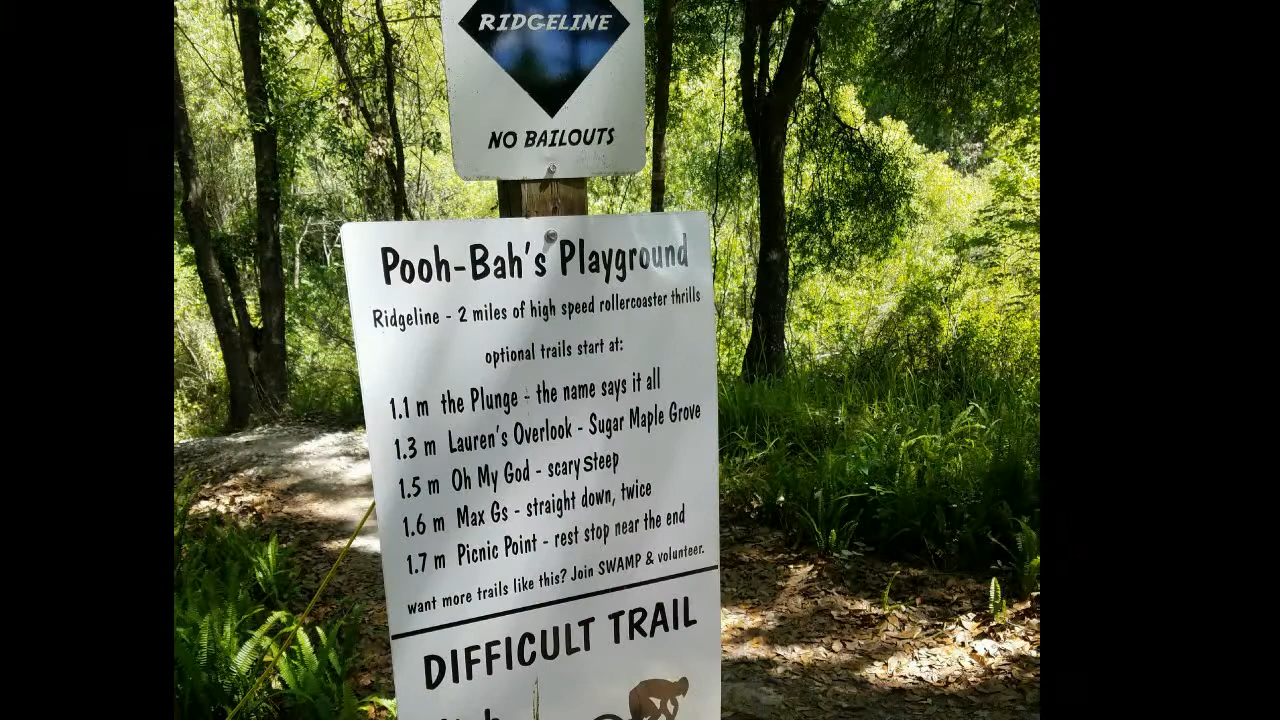 RIDGELINE
NO BAILOUTS
Pooh-Bah's Playground
Ridgeline - 2 miles of high speed rollercoaster thrills
optional trails start at:
1.1 m the Plunge - the name says it all
1.3 m Lauren's Overlook - Sugar Maple Grove
1.5 m Oh My God - scary steep
1.6 m Max Gs - straight down, twice
1.7 m Picnic Point - rest stop near the end
want more trails like this? Join SWAMP & volunteer.
DIFFICULT TRAIL